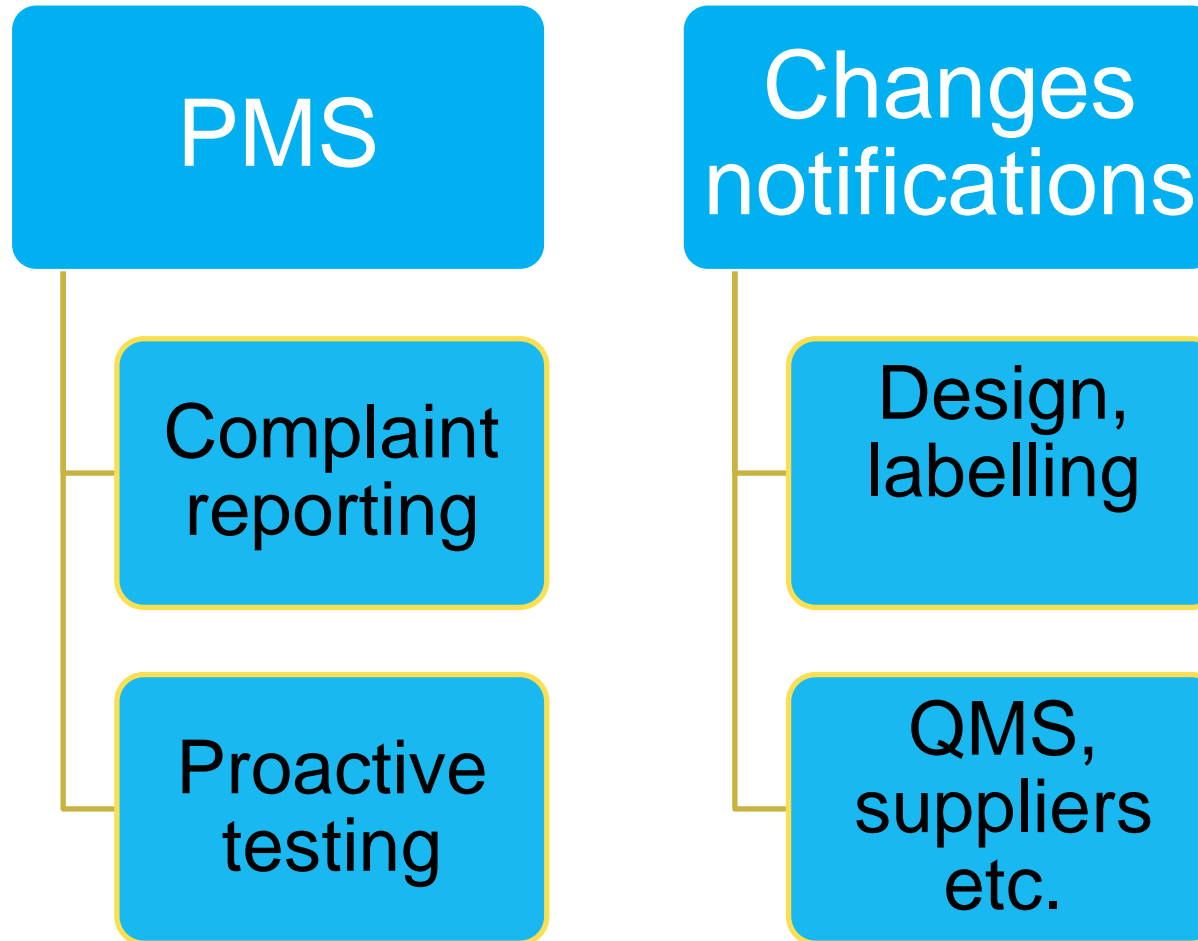 PMS
Complaint
reporting
Proactive
testing
Changes
notifications
Design,
labelling
QMS,
suppliers
etc.